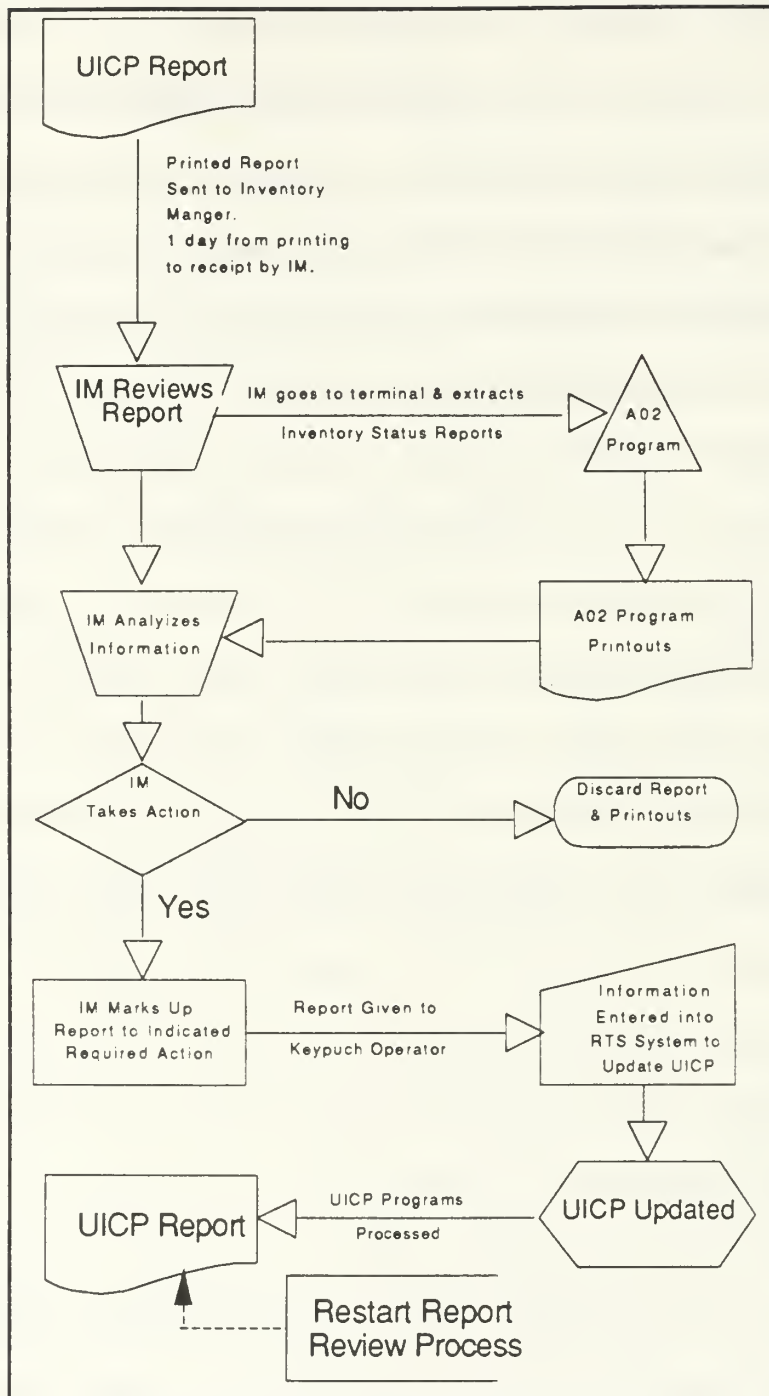 UICP Report
Printed Report
Sent to Inventory
Manger.
1 day from printing
to receipt by IM.
IM Reviews
Report
IM goes to terminal & extracts
Inventory Status Reports
A02
Program
IM Analyizes
Information
A02 Program
Printouts
IM
Takes Action
No
Discard Report
& Printouts
Yes
IM Marks Up
Report to Indicated
Required Action
Report Given to
Keypuch Operator
Information
Entered into
RTS System to
Update UICP
UICP Report
UICP Programs
Processed
UICP Updated
Restart Report
Review Process